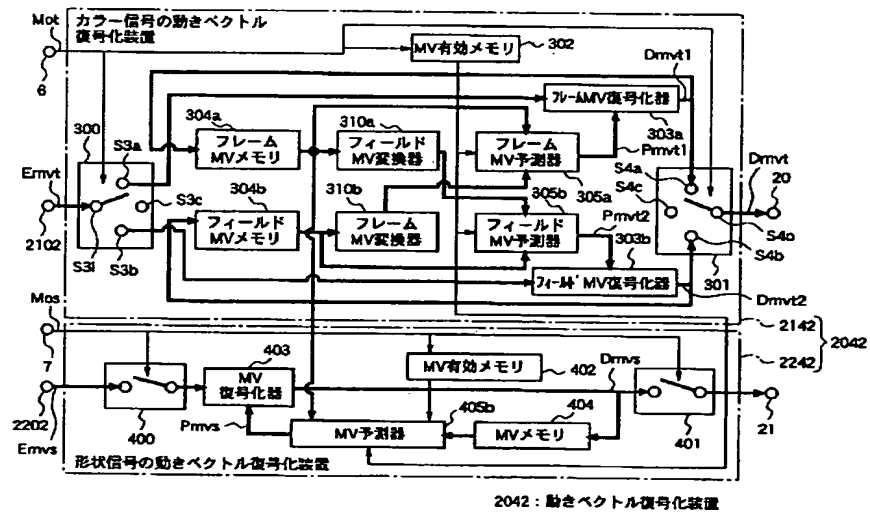 Mot
カラー信号の動きベクトル
復号化装置
6
MV有効メモリ
302
Dmvt1
フレームMV復号化器
303a
Pmvt1
300
S3a
304a
フレーム
MVメモリ
310a
フィールド
MV変換器
フレーム
MV予測器
305a
S4a
S4c
Dmvt
20
Emvt
2102
S3c
S3i
S3b
304b
フィールド
MVメモリ
310b
フレーム
MV変換器
305b
フィールド
MV予測器
Pmvt2
303b
フィールドMV復号化器
S4o
S4b
301
Dmvt2
Mos
7
2142
2242
2042
403
MV
復号化器
MV有効メモリ
402
Dmvs
2202
Emvs
400
Pmvs
405b
MV予測器
404
MVメモリ
401
21
形状信号の動きベクトル復号化装置
2042：動きベクトル復号化装置